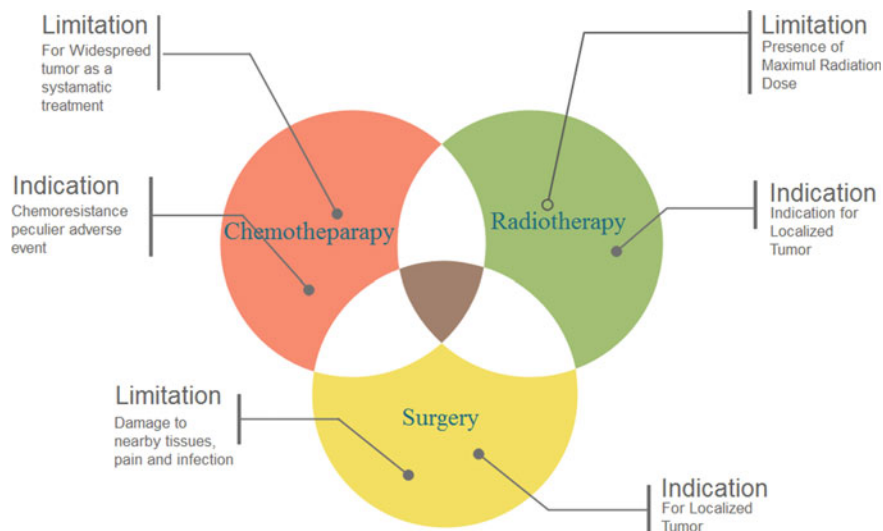 Limitation
For Widespreed
tumor as a
systamatic
treatment
Limitation
Presence of
Maximul Radiation
Dose
Indication
Chemoresistance
peculier adverse
event
Chemotheparapy
Radiotherapy
Indication
Indication for
Localized
Tumor
Limitation
Damage to
nearby tissues,
pain and infection
Surgery
Indication
For Localized
Tumor